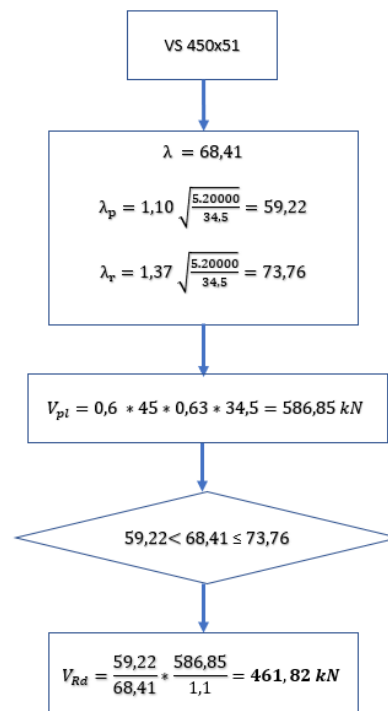 VS 450x51
λ = 68,41
λₚ = 1,10 √(5.20000/34,5) = 59,22
λᵣ = 1,37 √(5.20000/34,5) = 73,76
V_pl = 0,6 * 45 * 0,63 * 34,5 = 586,85 kN
59,22< 68,41 ≤ 73,76
V_Rd = 59,22/68,41 * 586,85/1,1 = 461,82 kN